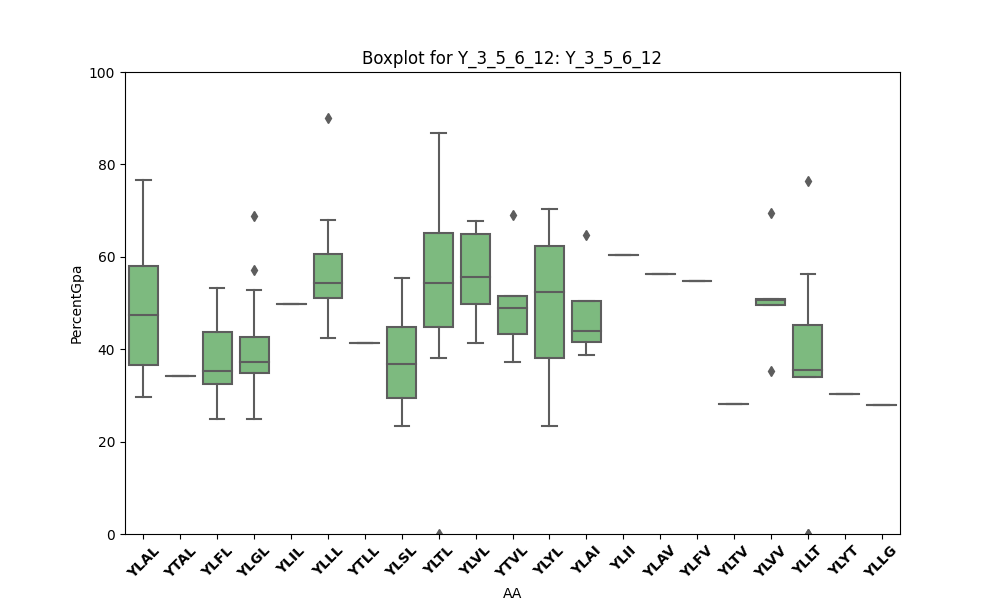 Boxplot for Y_3_5_6_12: Y_3_5_6_12
100
80
60
40
20
0
PercentGpa
YLAL YTAL YLFL YLGL YLIL YLLL YTLL YLSL YLTL YLVL YTVL YLYL YLAI YLII YLAV YLFV YLTV YLVV YLLT YLYT YLLG
AA